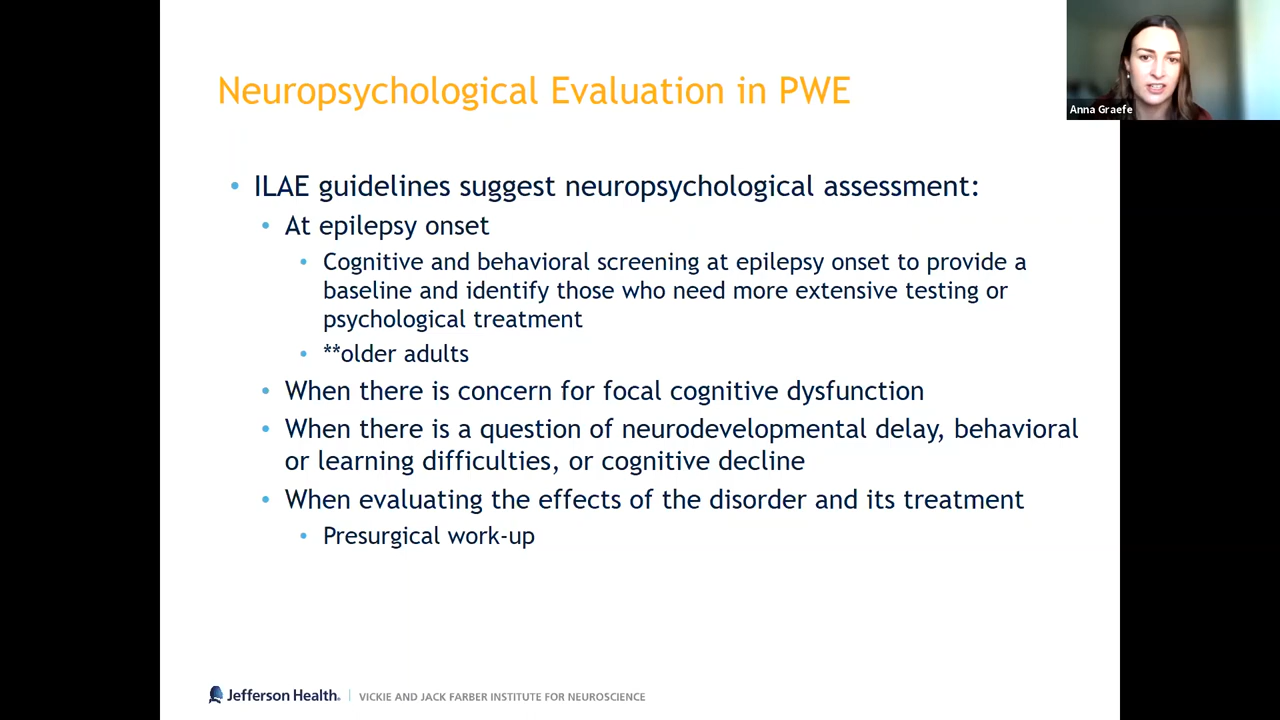 Neuropsychological Evaluation in PWE
Anna Graefe
• ILAE guidelines suggest neuropsychological assessment:
• At epilepsy onset
• Cognitive and behavioral screening at epilepsy onset to provide a
baseline and identify those who need more extensive testing or
psychological treatment
• **older adults
• When there is concern for focal cognitive dysfunction
• When there is a question of neurodevelopmental delay, behavioral
or learning difficulties, or cognitive decline
• When evaluating the effects of the disorder and its treatment
• Presurgical work-up
Jefferson Health. | VICKIE AND JACK FARBER INSTITUTE FOR NEUROSCIENCE